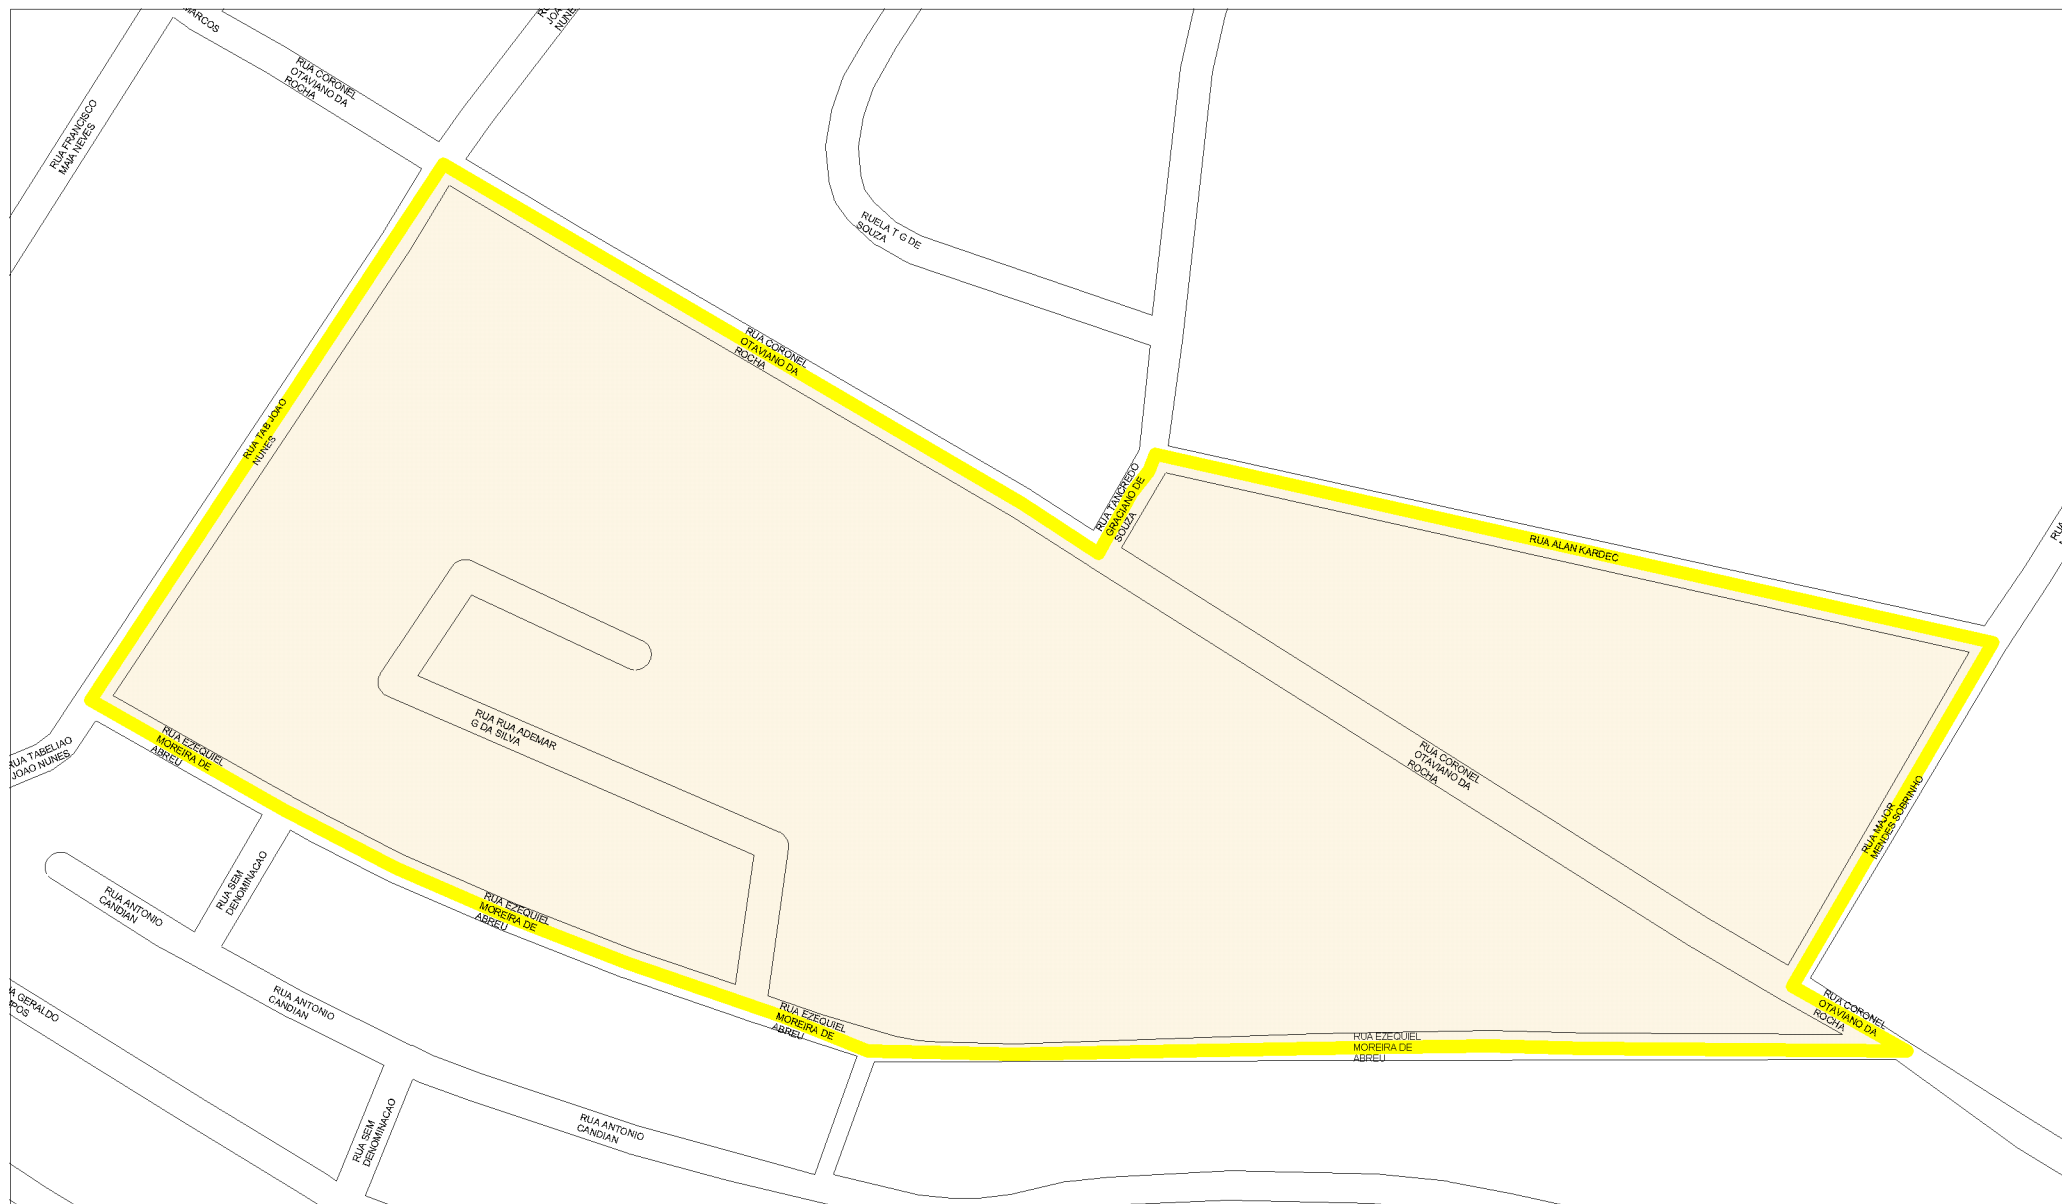 MARCOS
RUA CORONEL
OTAVIANO DA
ROCHA
NUNE
RUA FRANCISCO
MAIA NEVES
RUELA T G DE
SOUZA
RUA CORONEL
OTAVIANO DA
ROCHA
RUA TAB JOAO
NUNES
RUA TANCREDO
GRACIANO DE
SOUZA
RUA ALAN KARDEC
RUA RUA ADEMAR
G DA SILVA
RUA EZEQUIEL
MOREIRA DE
ABREU
RUA TABELIAO
JOAO NUNES
RUA CORONEL
OTAVIANO DA
ROCHA
RUA MAJOR
MENDES SOBRINHO
RUA SEM
DENOMINACAO
RUA ANTONIO
CANDIAN
RUA EZEQUIEL
MOREIRA DE
ABREU
RUA ANTONIO
CANDIAN
RUA EZEQUIEL
MOREIRA DE
ABREU
RUA EZEQUIEL
MOREIRA DE
ABREU
RUA CORONEL
OTAVIANO DA
ROCHA
A GERALDO
POS
RUA SEM
DENOMINACAO
RUA ANTONIO
CANDIAN